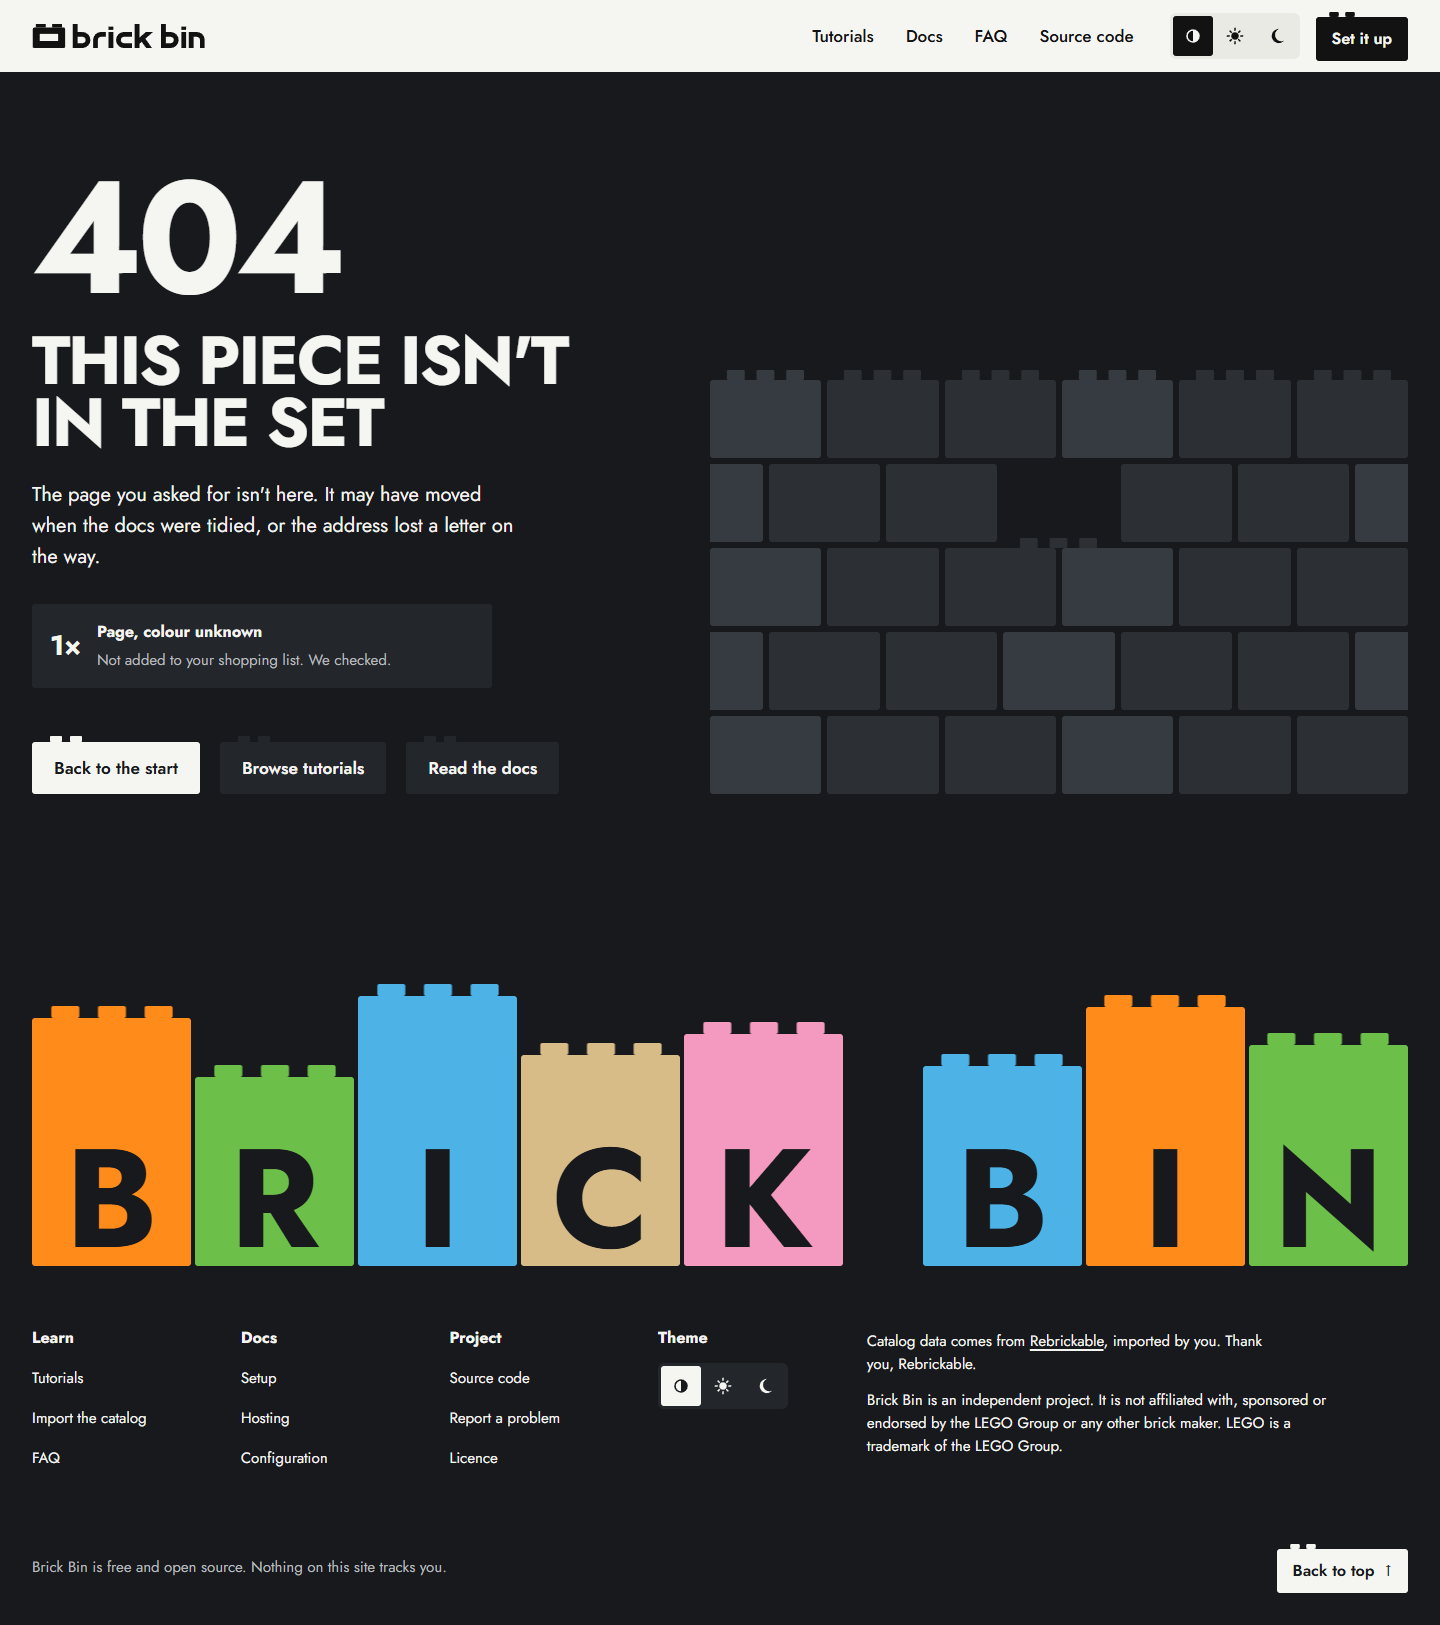 brick bin
Tutorials
Docs
FAQ
Source code
Set it up
404
THIS PIECE ISN'T
IN THE SET
The page you asked for isn't here. It may have moved
when the docs were tidied, or the address lost a letter on
the way.
1×
Page, colour unknown
Not added to your shopping list. We checked.
Back to the start
Browse tutorials
Read the docs
BRICK BIN
Learn
Tutorials
Import the catalog
FAQ
Docs
Setup
Hosting
Configuration
Project
Source code
Report a problem
Licence
Theme
Catalog data comes from Rebrickable, imported by you. Thank
you, Rebrickable.
Brick Bin is an independent project. It is not affiliated with, sponsored or
endorsed by the LEGO Group or any other brick maker. LEGO is a
trademark of the LEGO Group.
Brick Bin is free and open source. Nothing on this site tracks you.
Back to top ↑